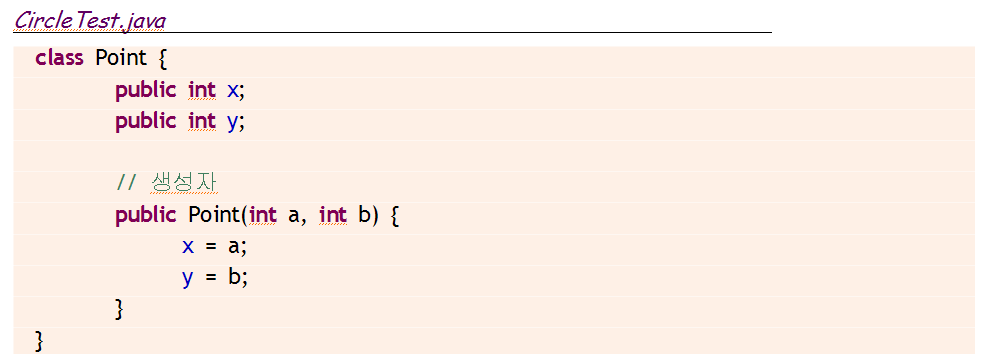 CircleTest.java
class Point {
public int x;
public int y;
// 생성자
public Point(int a, int b) {
x = a;
y = b;
}
}